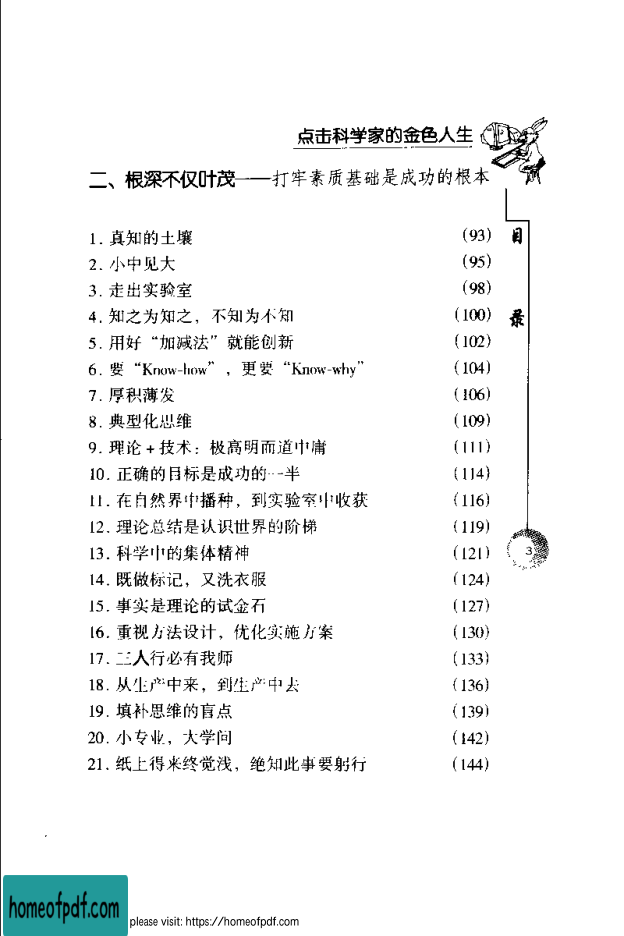 点击科学家的金色人生
二、根深不仅叶茂——打牢素质基础是成功的根本
目录
1. 真知的土壤 (93)
2. 小中见大 (95)
3. 走出实验室 (98)
4. 知之为知之，不知为不知 (100)
5. 用好“加减法”就能创新 (102)
6. 要“Know-how”，更要“Know-why” (104)
7. 厚积薄发 (106)
8. 典型化思维 (109)
9. 理论+技术：极高明而道中庸 (111)
10. 正确的目标是成功的一半 (114)
11. 在自然界中播种，到实验室中收获 (116)
12. 理论总结是认识世界的阶梯 (119)
13. 科学中的集体精神 (121)
14. 既做标记，又洗衣服 (124)
15. 事实是理论的试金石 (127)
16. 重视方法设计，优化实施方案 (130)
17. 三人行必有我师 (133)
18. 从生产中来，到生产中去 (136)
19. 填补思维的盲点 (139)
20. 小专业，大学问 (142)
21. 纸上得来终觉浅，绝知此事要躬行 (144)
3
homeofpdf.com
please visit: https://homeofpdf.com